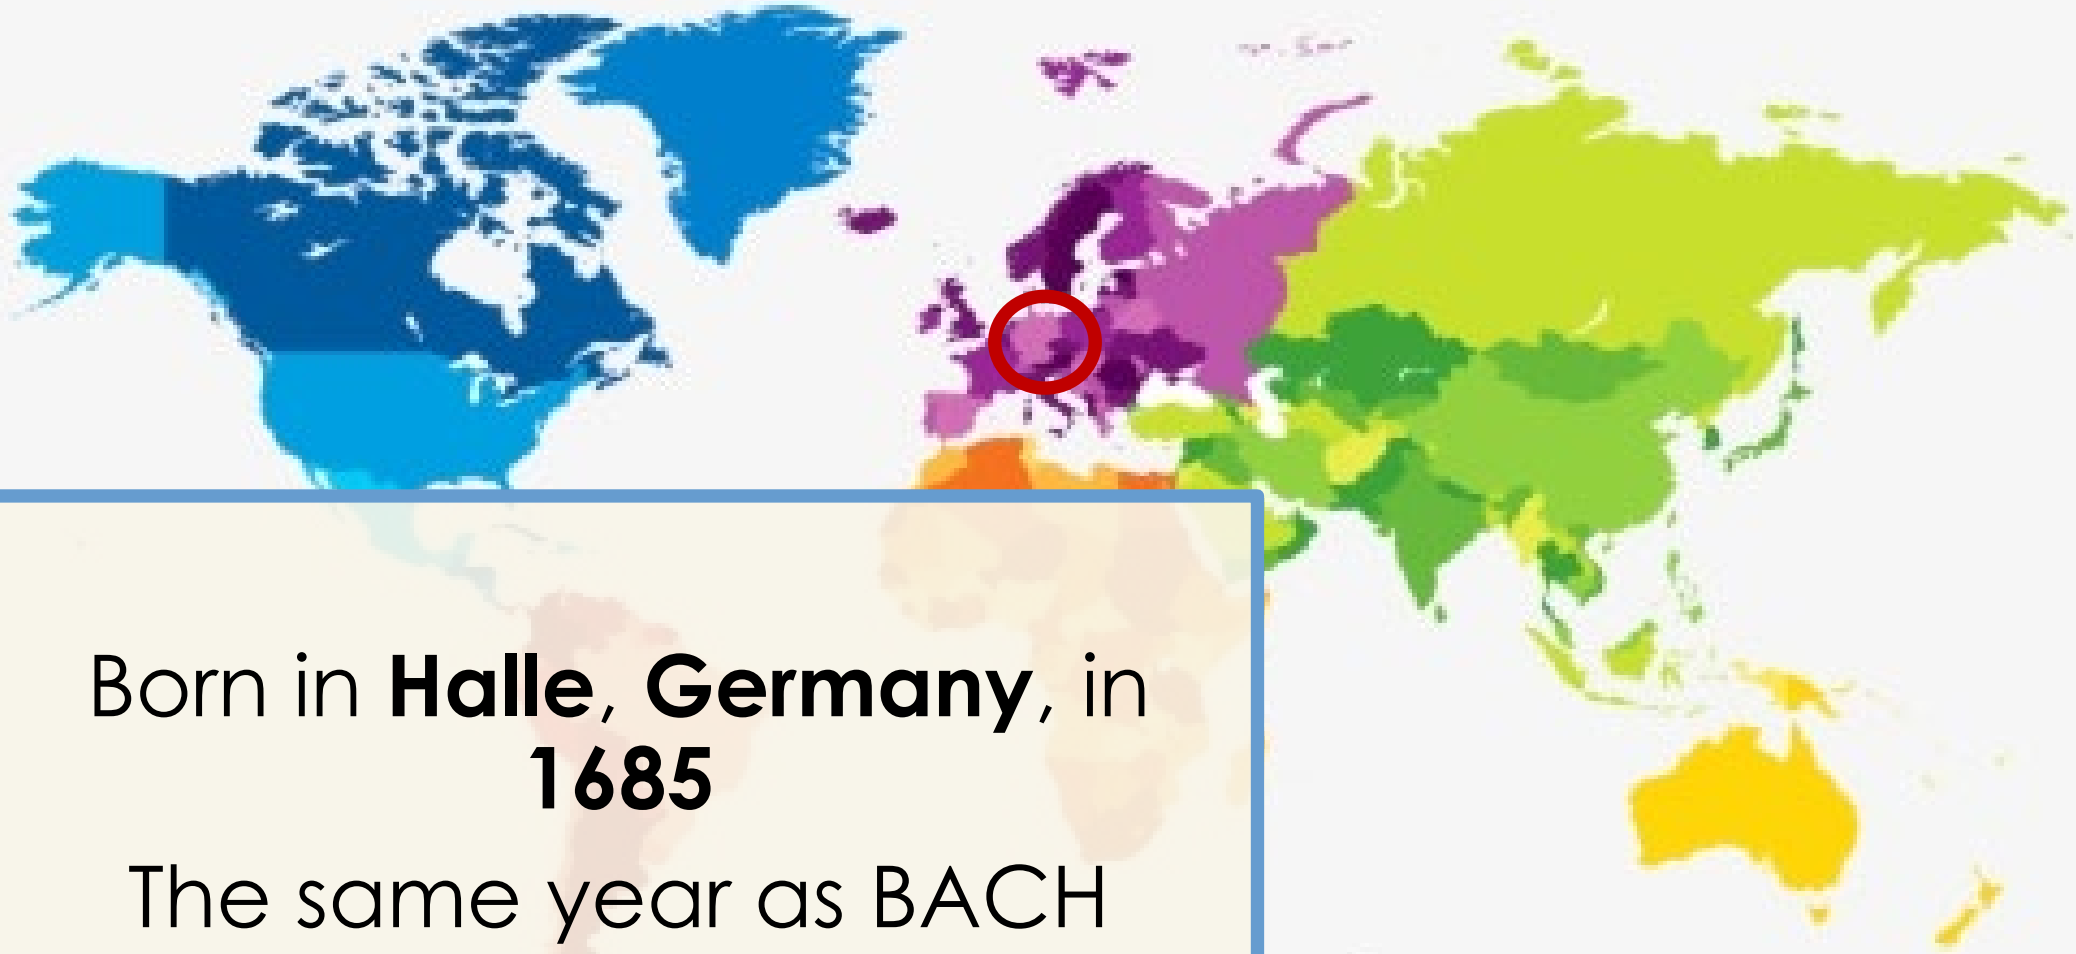 Born in Halle, Germany, in
1685
The same year as BACH